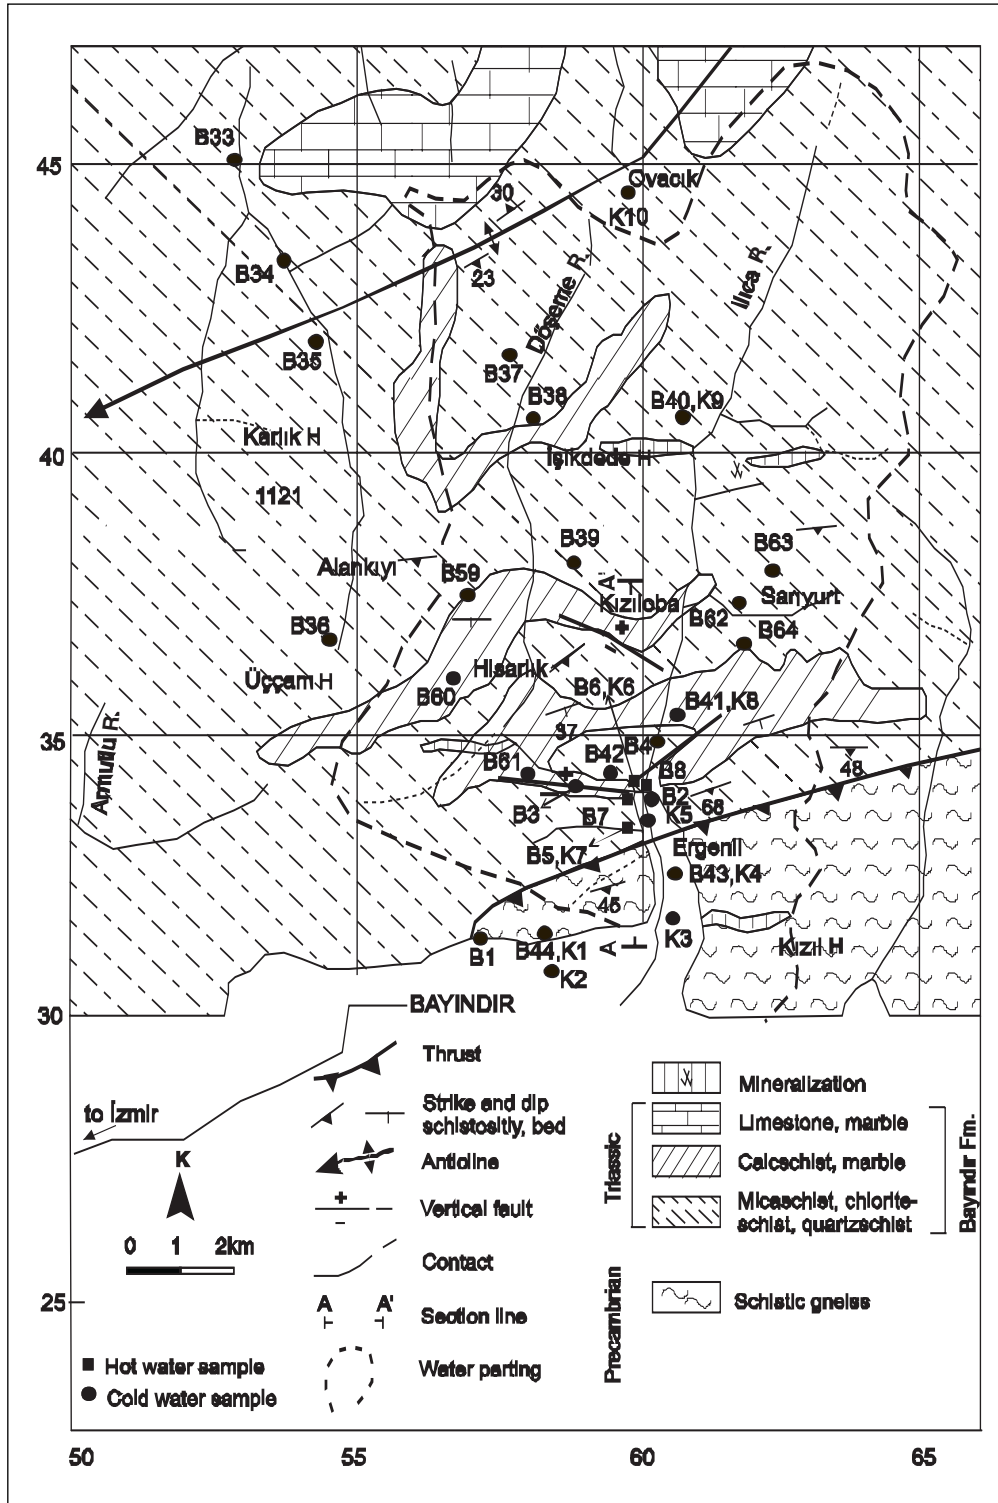 45
40
35
30
25
50
55
60
65
B33
B34
B35
Ovacık
K10
30
23
Döşeme R.
Ilıca R.
B37
B38
B40,K9
Karlık H
1121
Işıkdede H
B39
B63
Alankıyı
B59
A'
Kızıloba
Sarıyurt
B62
B64
B36
Hisarlık
Üççam H
B60
B6,K6
B41,K8
Armutlu R.
37
B61
B42
B4
B8
48
B3
B7
B2
K5
68
B5,K7
Ergenli
B43,K4
45
B1
B44,K1
A
K3
Kızıl H
K2
BAYINDIR
to İzmir
K
0 1 2km
Hot water sample
Cold water sample
Thrust
Strike and dip
schistositiy, bed
Anticline
+
Vertical fault
−
Contact
A A'
Section line
Water parting
Mineralization
Limestone, marble
Calcschist, marble
Micaschist, chlorite-
schist, quartzschist
Schistic gneiss
Triassic
Precambrian
Bayındır Fm.